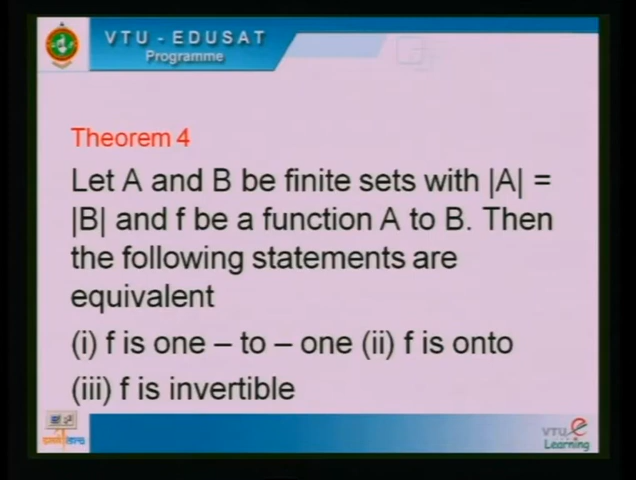 VTU - EDUSAT
Programme
Theorem 4
Let A and B be finite sets with |A| =
|B| and f be a function A to B. Then
the following statements are
equivalent
(i) f is one – to – one (ii) f is onto
(iii) f is invertible
VTU e
Learning